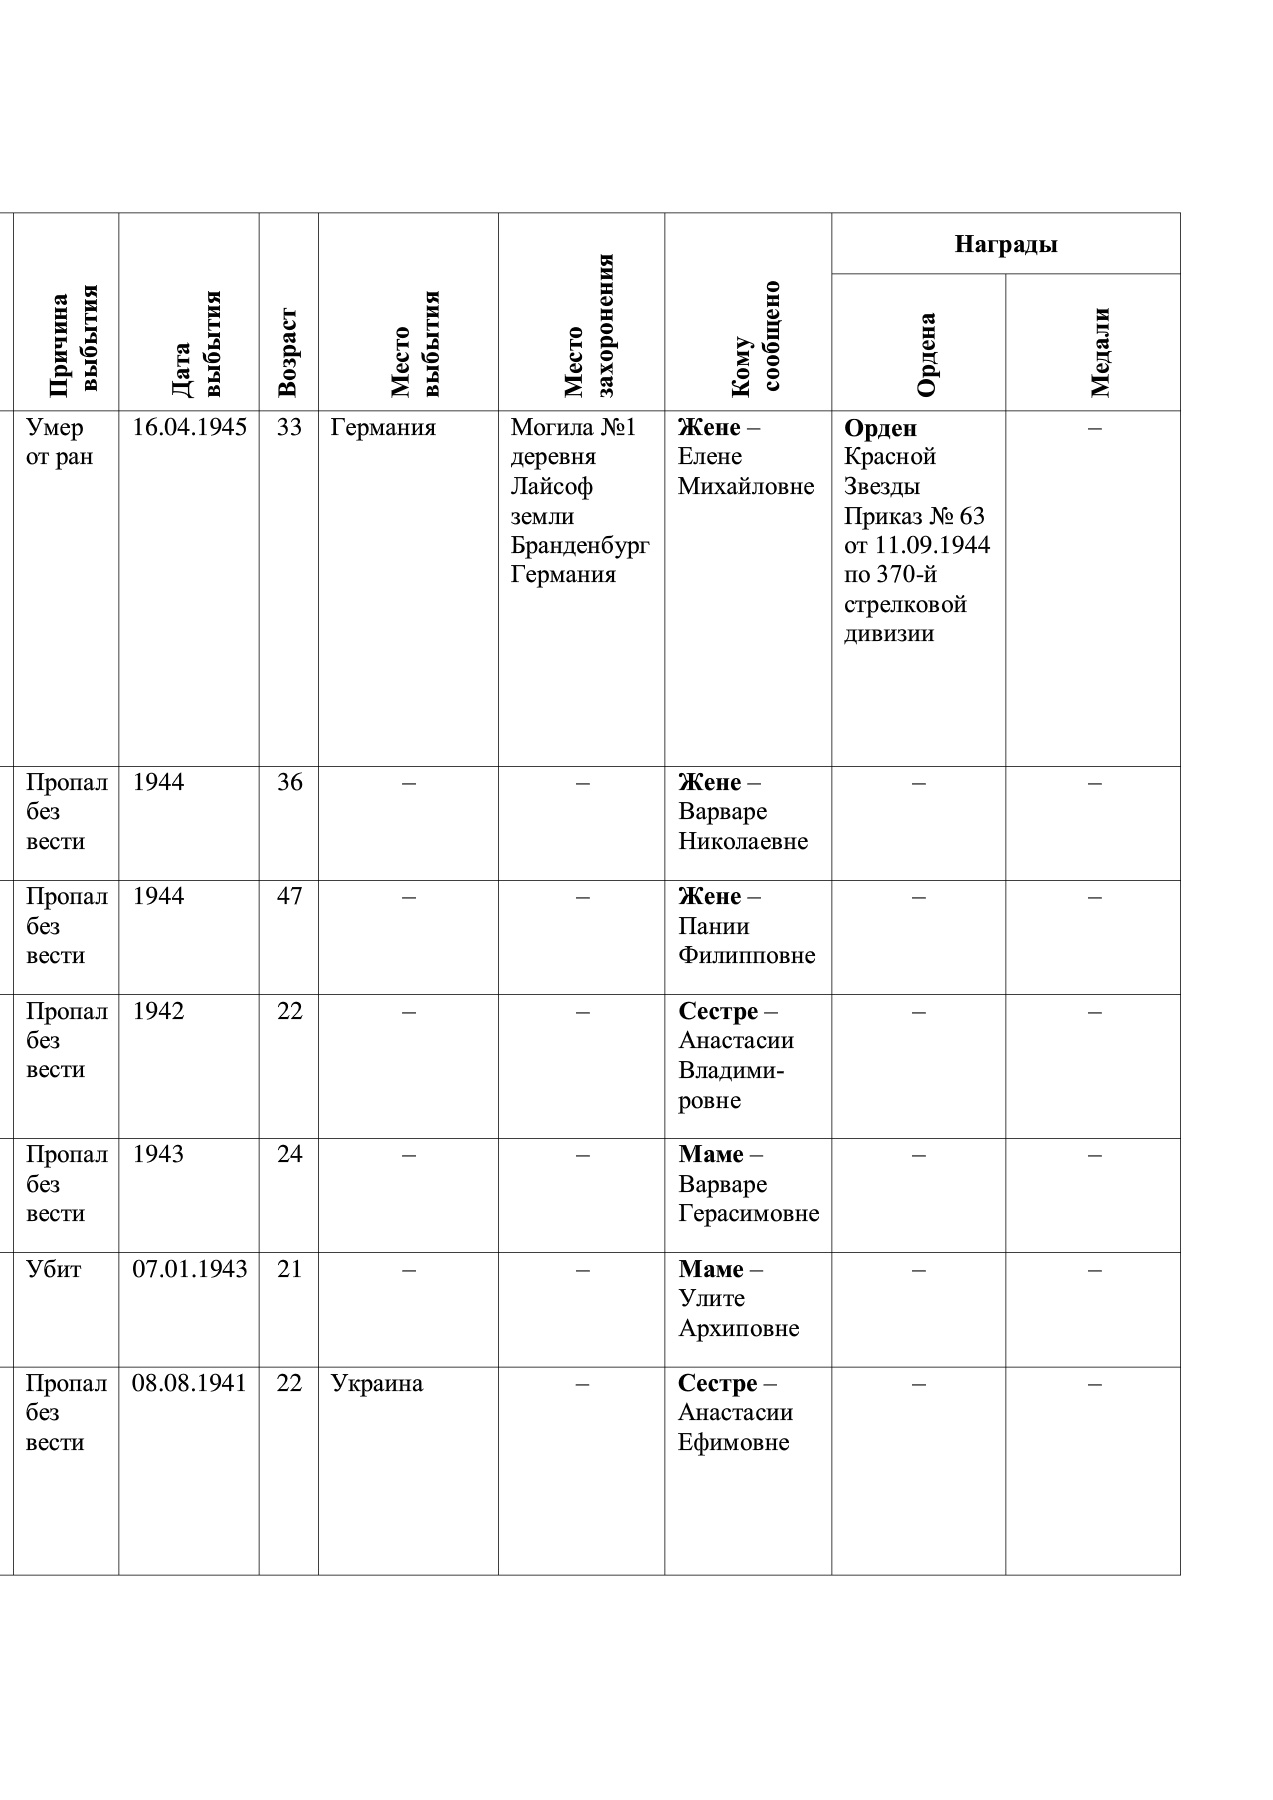 Причина
выбытия
Дата
выбытия
Возраст
Место
выбытия
Место
захоронения
Кому
сообщено
Награды
Ордена
Медали
Умер
от ран
16.04.1945
33
Германия
Могила №1
деревня
Лайсоф
земли
Бранденбург
Германия
Жене –
Елене
Михайловне
Орден
Красной
Звезды
Приказ № 63
от 11.09.1944
по 370-й
стрелковой
дивизии
–
Пропал
без
вести
1944
36
–
–
Жене –
Варваре
Николаевне
–
–
Пропал
без
вести
1944
47
–
–
Жене –
Пании
Филипповне
–
–
Пропал
без
вести
1942
22
–
–
Сестре –
Анастасии
Владими-
ровне
–
–
Пропал
без
вести
1943
24
–
–
Маме –
Варваре
Герасимовне
–
–
Убит
07.01.1943
21
–
–
Маме –
Улите
Архиповне
–
–
Пропал
без
вести
08.08.1941
22
Украина
–
Сестре –
Анастасии
Ефимовне
–
–